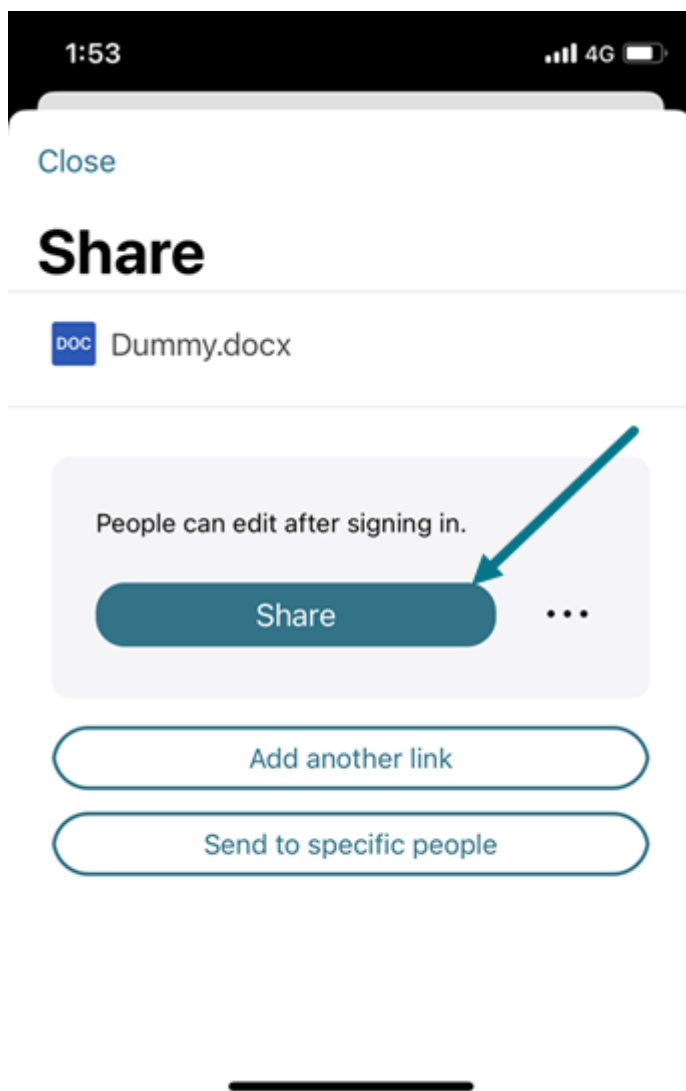 1:53 4G
Close
Share
DOC Dummy.docx
People can edit after signing in.
Share
Add another link
Send to specific people